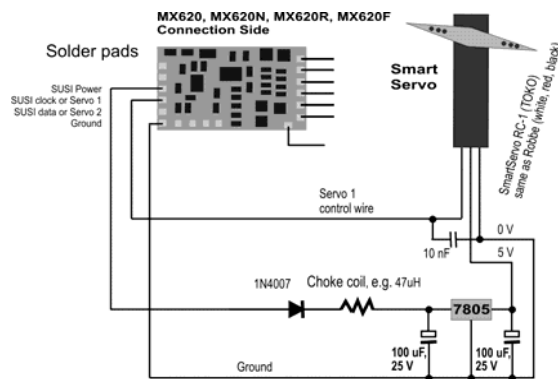 MX620, MX620N, MX620R, MX620F
Connection Side
Solder pads
SUSI Power
SUSI clock or Servo 1
SUSI data or Servo 2
Ground
Smart
Servo
SmartServo RC-1 (TOKO)
same as Robbe (white, red, black)
Servo 1
control wire
0 V
10 nF
5 V
1N4007
Choke coil, e.g. 47uH
7805
100 uF,
25 V
100 uF,
25 V
Ground